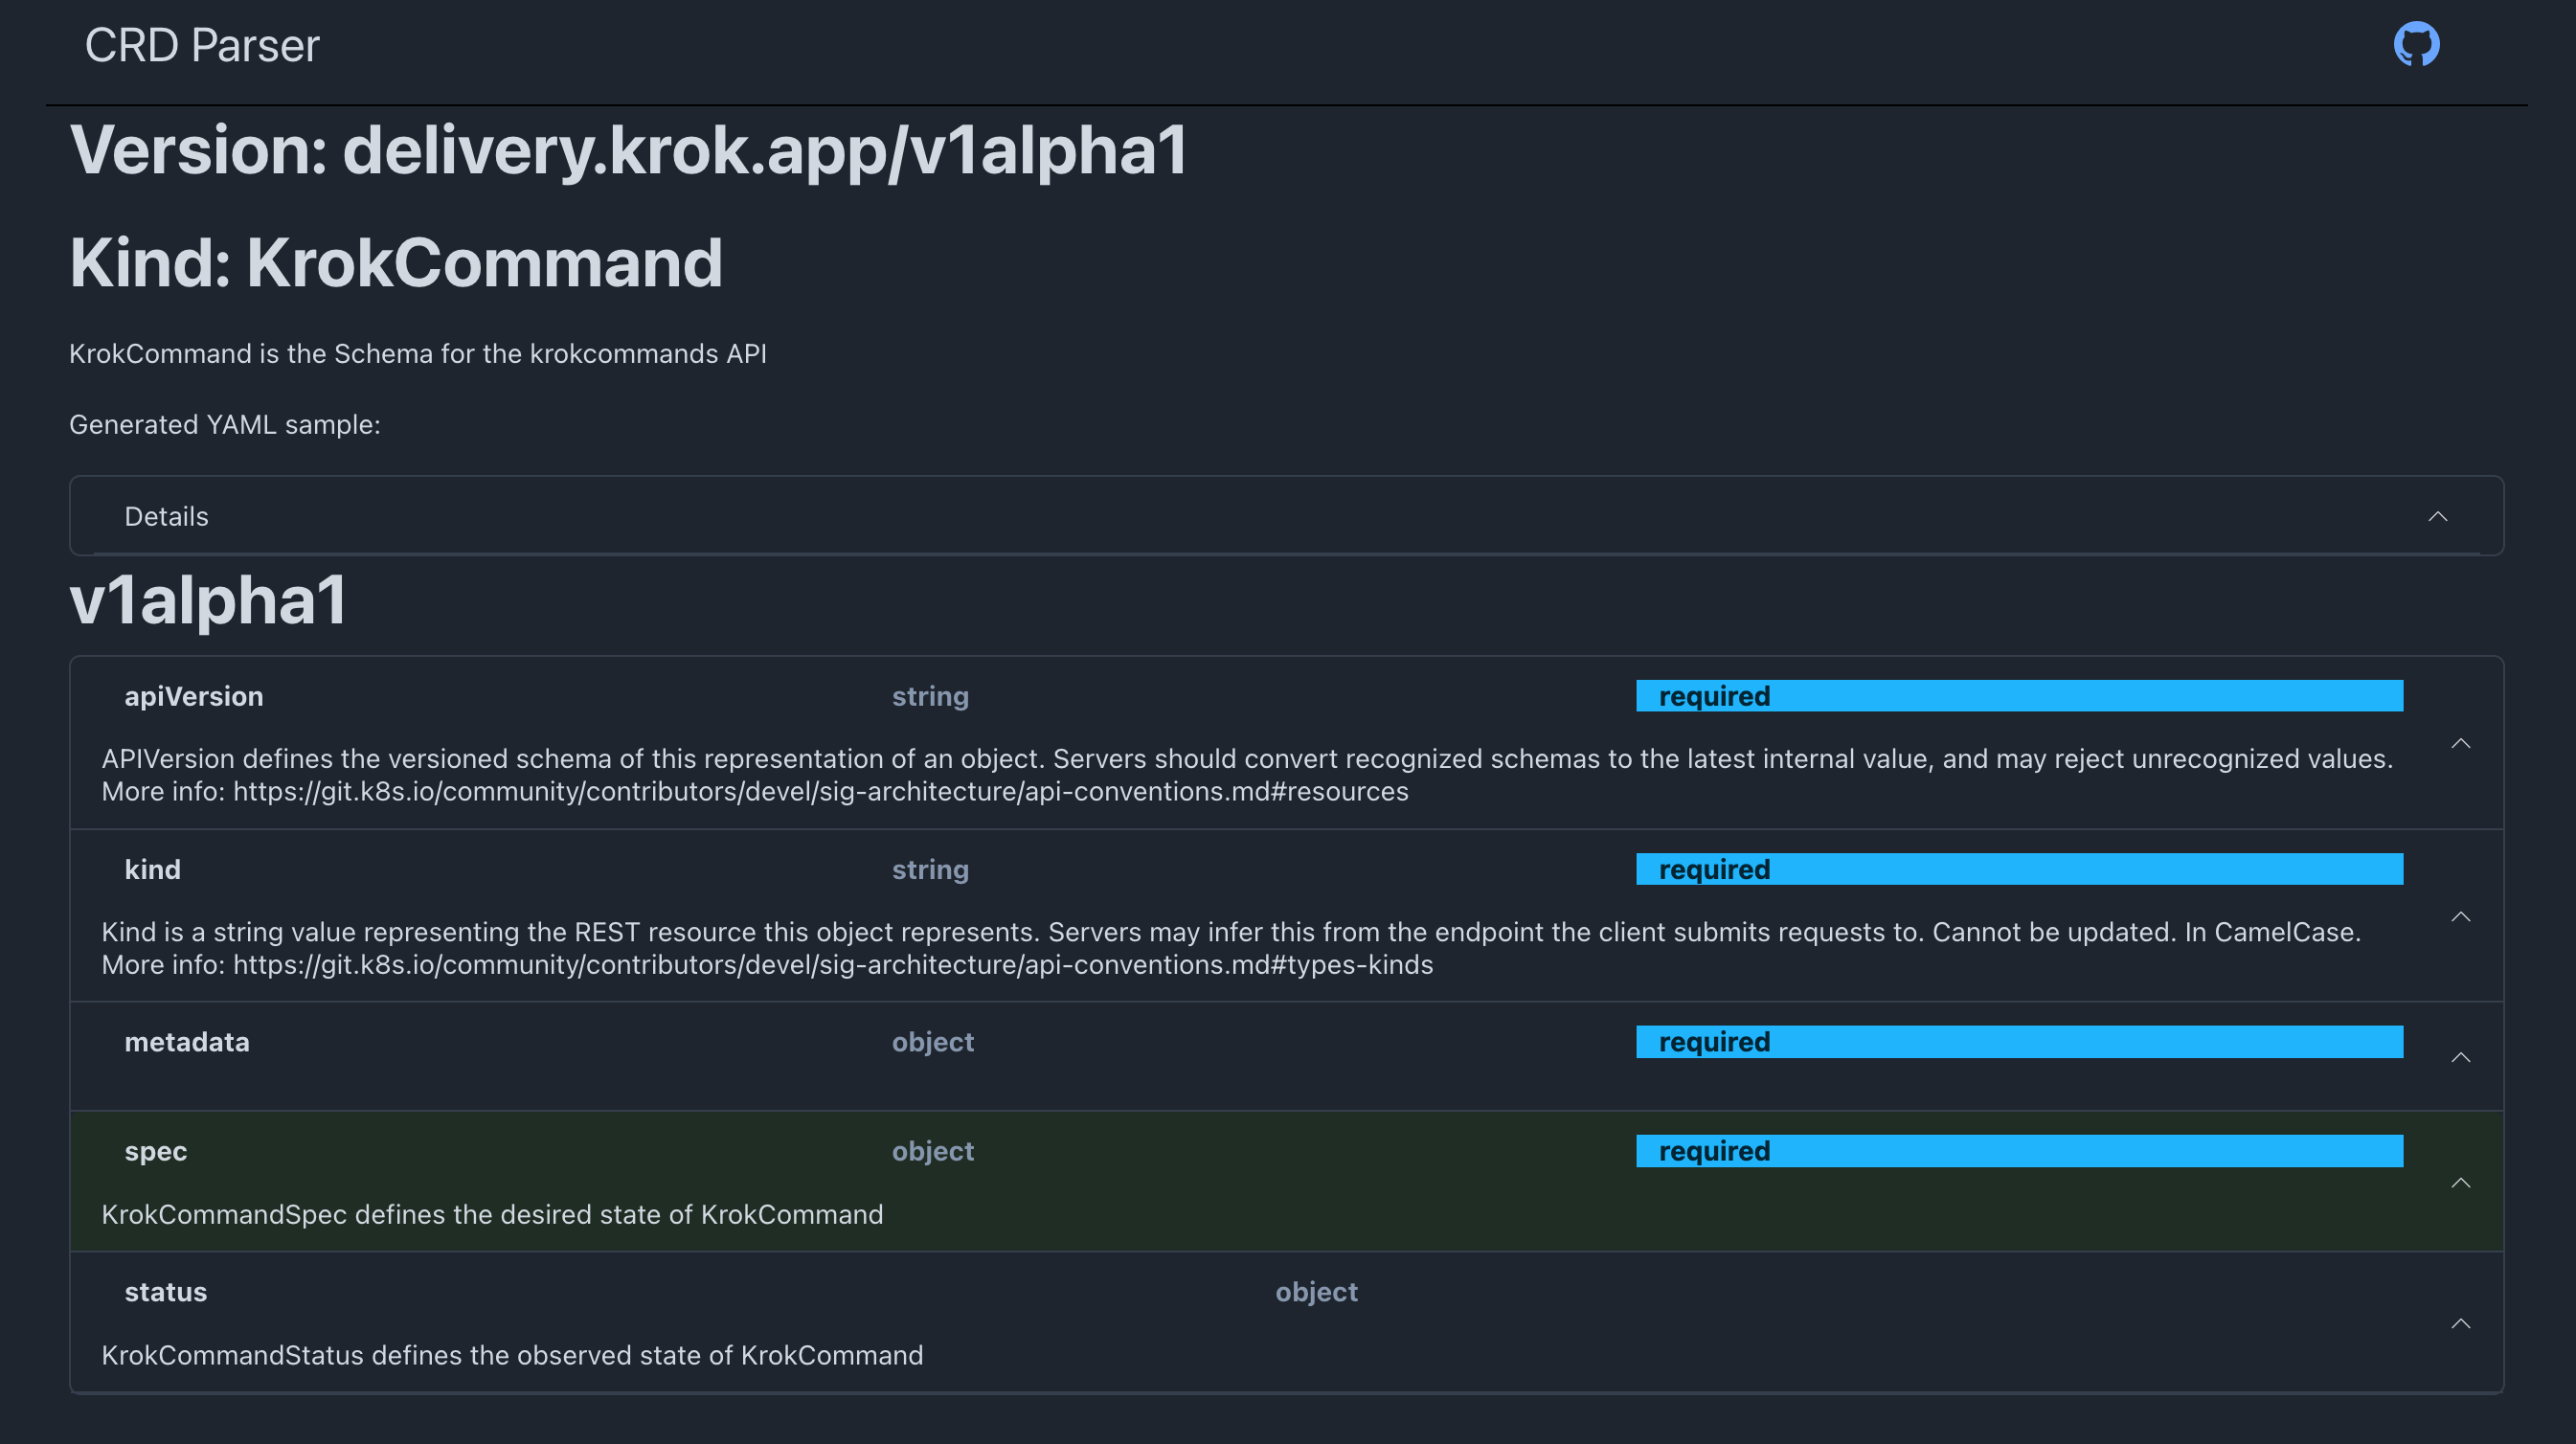 CRD Parser
Version: delivery.krok.app/v1alpha1
Kind: KrokCommand
KrokCommand is the Schema for the krokcommands API
Generated YAML sample:
Details
v1alpha1
apiVersion string required
APIVersion defines the versioned schema of this representation of an object. Servers should convert recognized schemas to the latest internal value, and may reject unrecognized values.
More info: https://git.k8s.io/community/contributors/devel/sig-architecture/api-conventions.md#resources
kind string required
Kind is a string value representing the REST resource this object represents. Servers may infer this from the endpoint the client submits requests to. Cannot be updated. In CamelCase.
More info: https://git.k8s.io/community/contributors/devel/sig-architecture/api-conventions.md#types-kinds
metadata object required
spec object required
KrokCommandSpec defines the desired state of KrokCommand
status object
KrokCommandStatus defines the observed state of KrokCommand